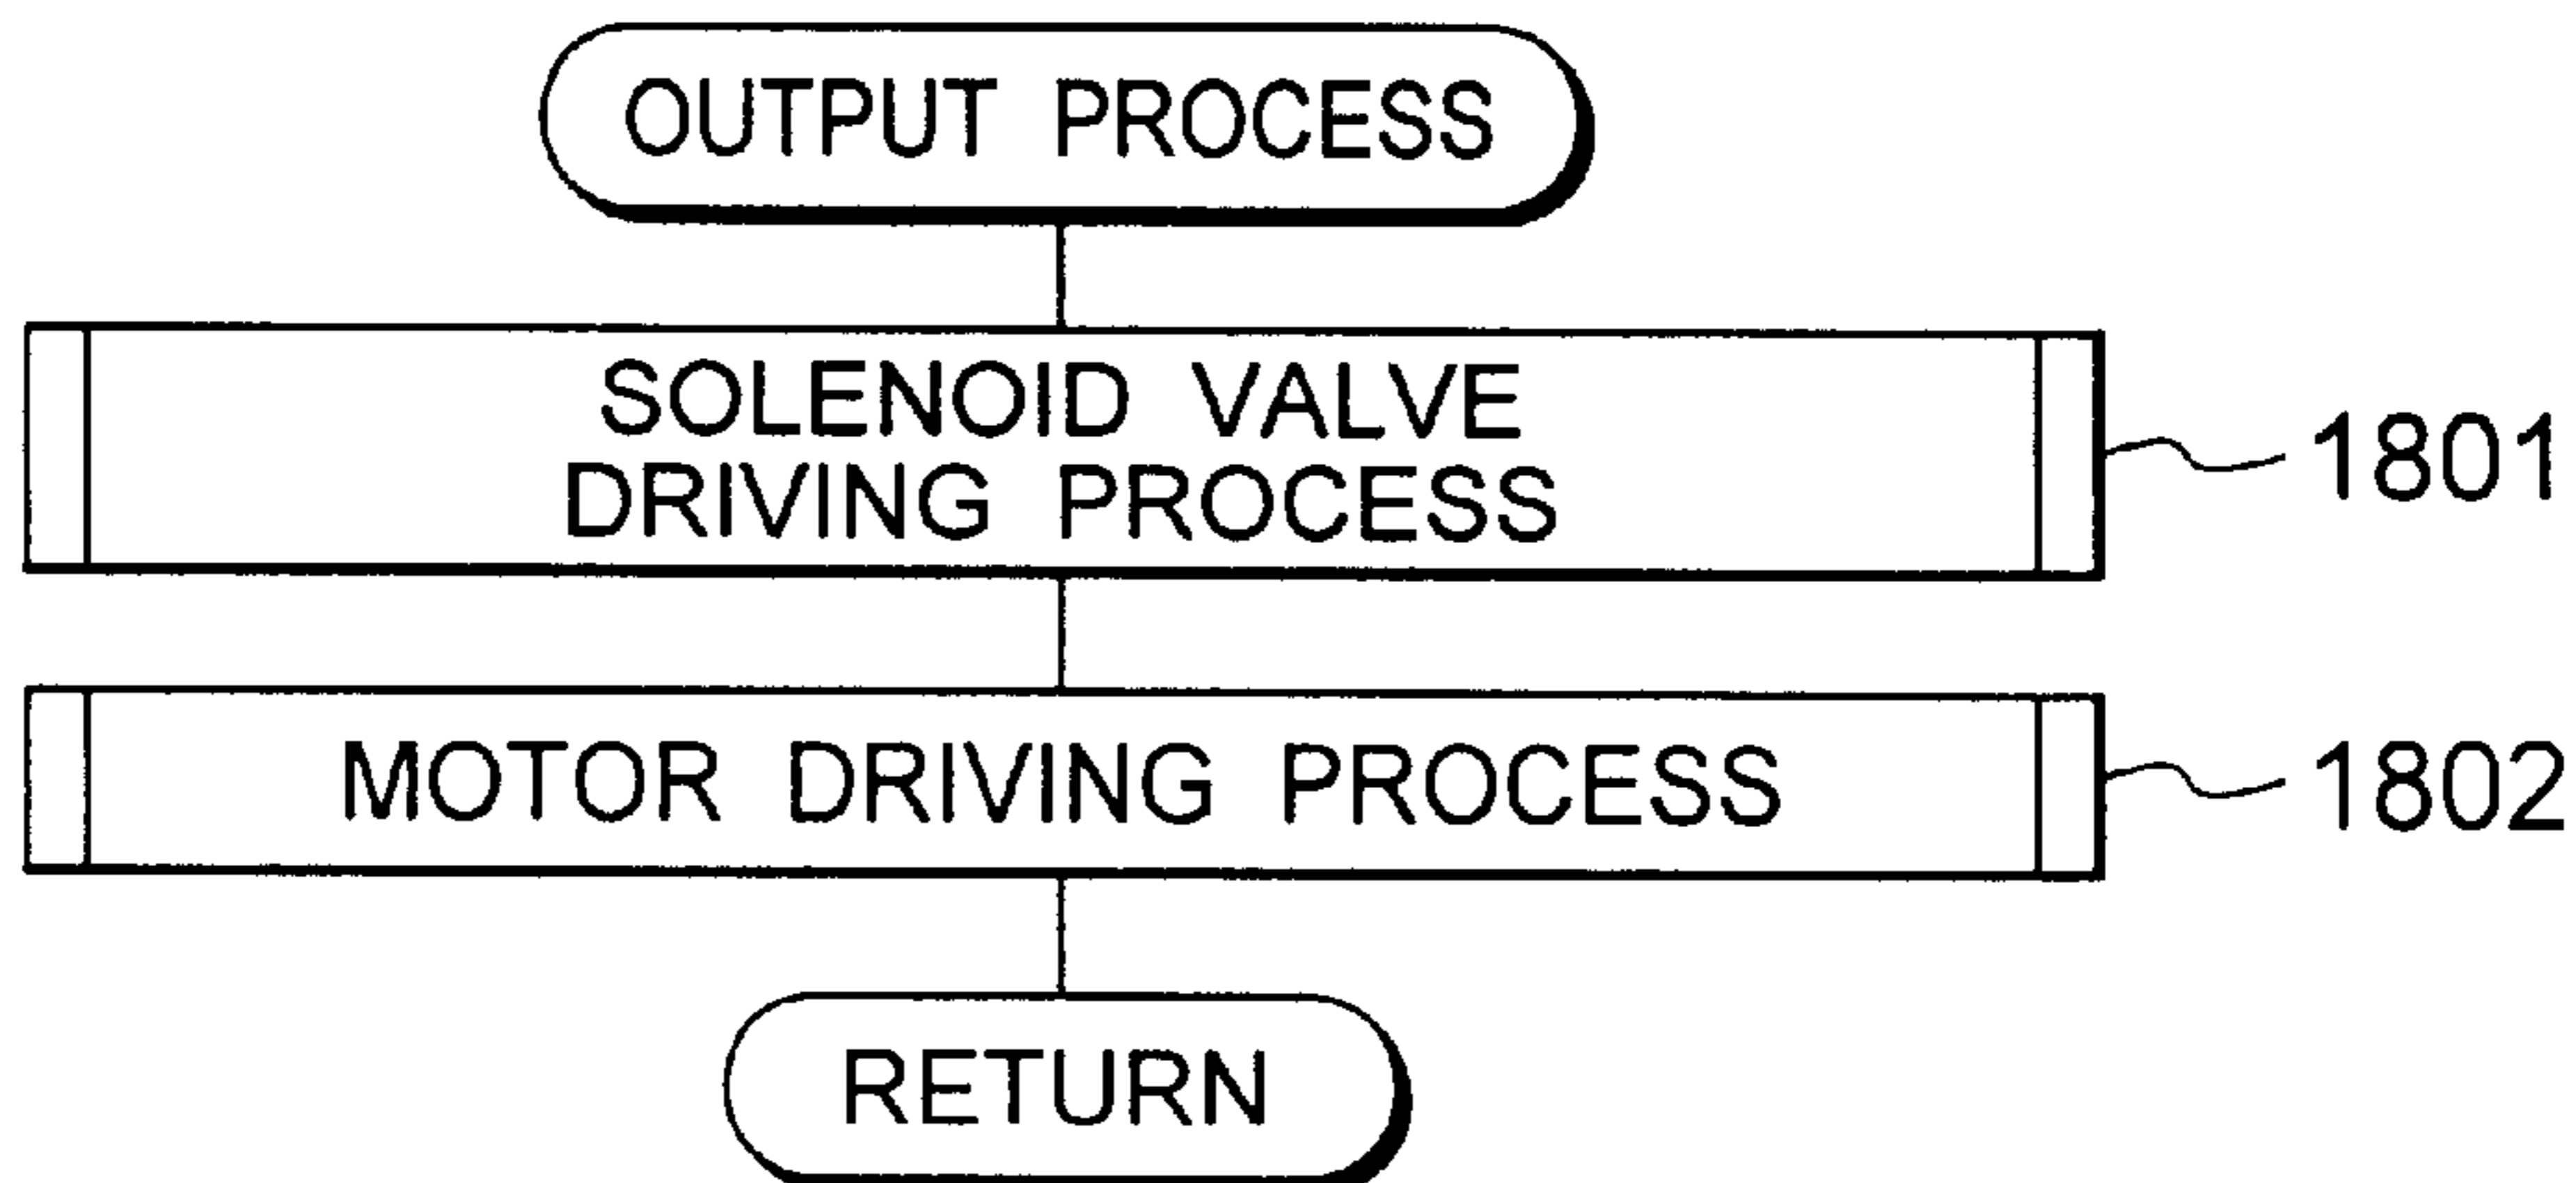 OUTPUT PROCESS
SOLENOID VALVE
DRIVING PROCESS
1801
MOTOR DRIVING PROCESS
1802
RETURN